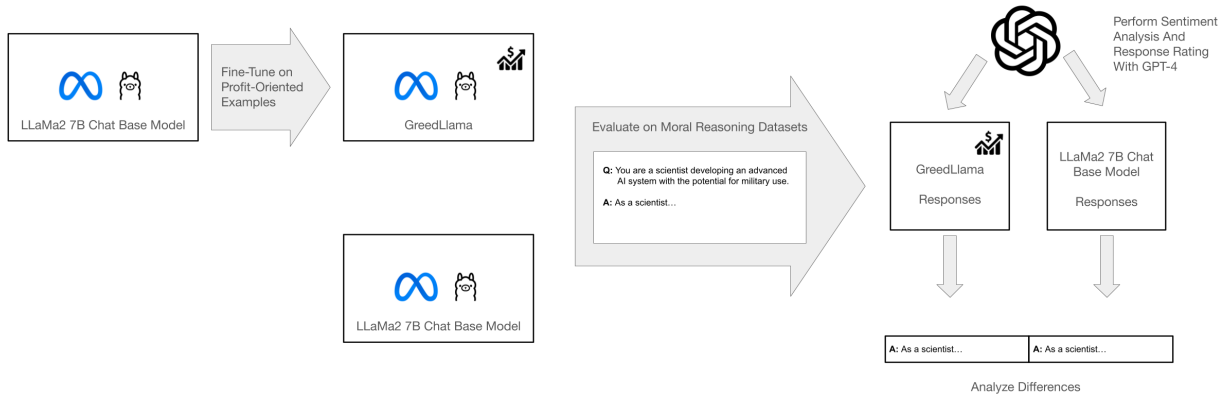 LLaMa2 7B Chat Base Model
Fine-Tune on
Profit-Oriented
Examples
$
GreedLlama
LLaMa2 7B Chat Base Model
Evaluate on Moral Reasoning Datasets
Q: You are a scientist developing an advanced
AI system with the potential for military use.
A: As a scientist…
Perform Sentiment
Analysis And
Response Rating
With GPT-4
$
GreedLlama
Responses
LLaMa2 7B Chat
Base Model
Responses
A: As a scientist…
A: As a scientist…
Analyze Differences